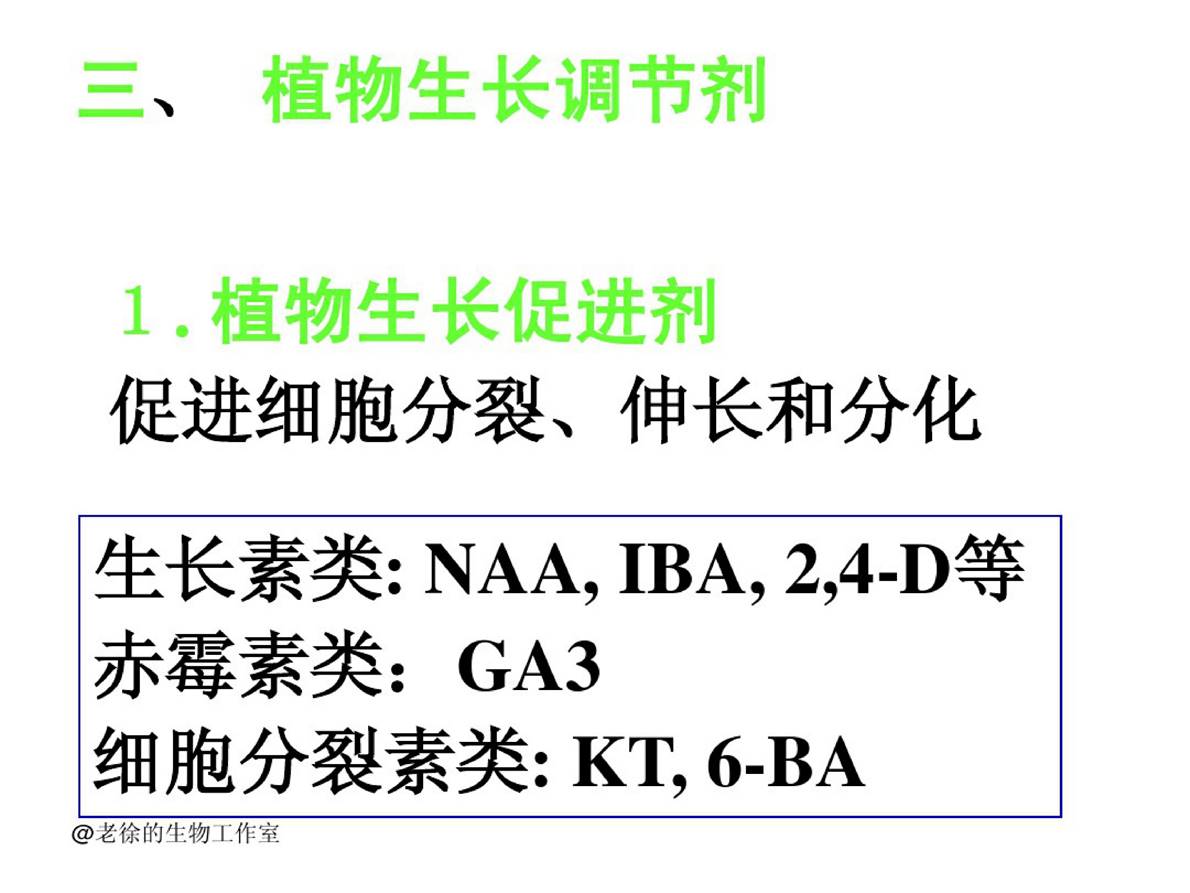 三、 植物生长调节剂
1.植物生长促进剂
促进细胞分裂、伸长和分化
生长素类: NAA, IBA, 2,4-D等
赤霉素类：GA3
细胞分裂素类: KT, 6-BA
@老徐的生物工作室